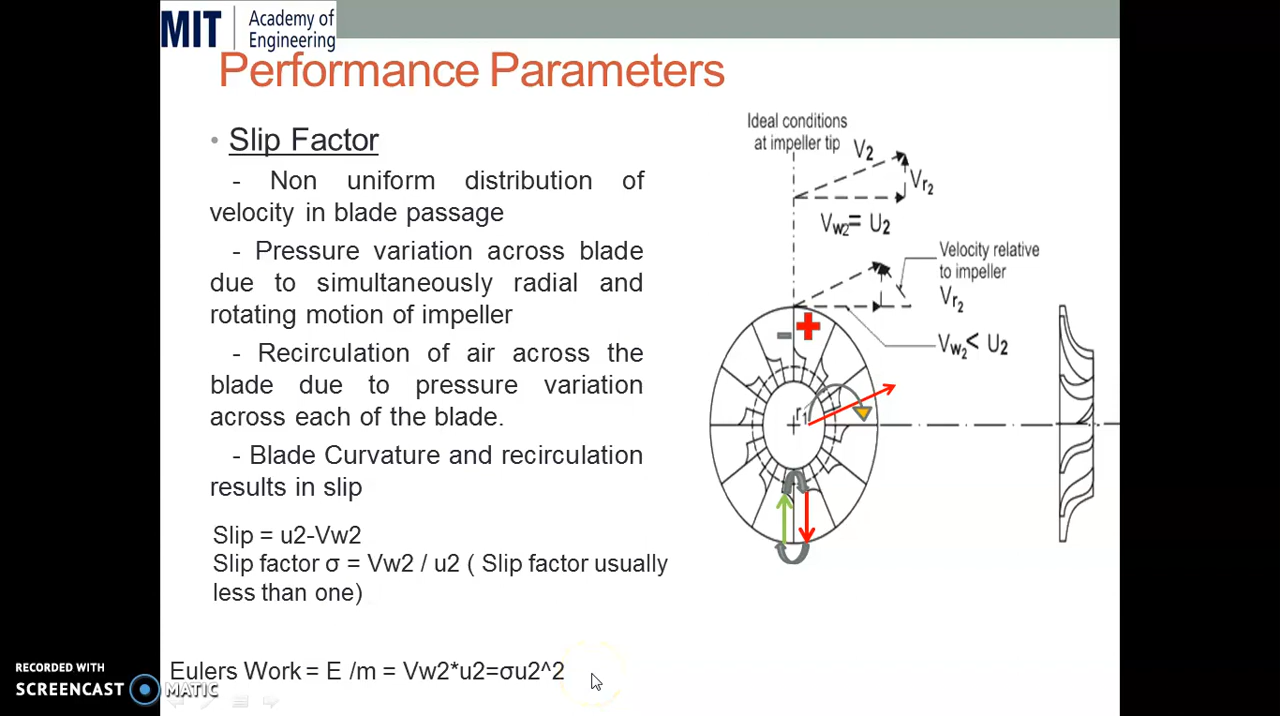 MIT
Academy of
Engineering
Performance Parameters
• Slip Factor
- Non uniform distribution of
velocity in blade passage
- Pressure variation across blade
due to simultaneously radial and
rotating motion of impeller
- Recirculation of air across the
blade due to pressure variation
across each of the blade.
- Blade Curvature and recirculation
results in slip
Slip = u2-Vw2
Slip factor σ = Vw2 / u2 ( Slip factor usually
less than one)
Eulers Work = E /m = Vw2*u2=σu2^2
Ideal conditions
at impeller tip
V2
Vr2
Vw2= U2
Velocity relative
to impeller
Vr2
Vw2< U2
- +
r1
RECORDED WITH
SCREENCAST MATIC